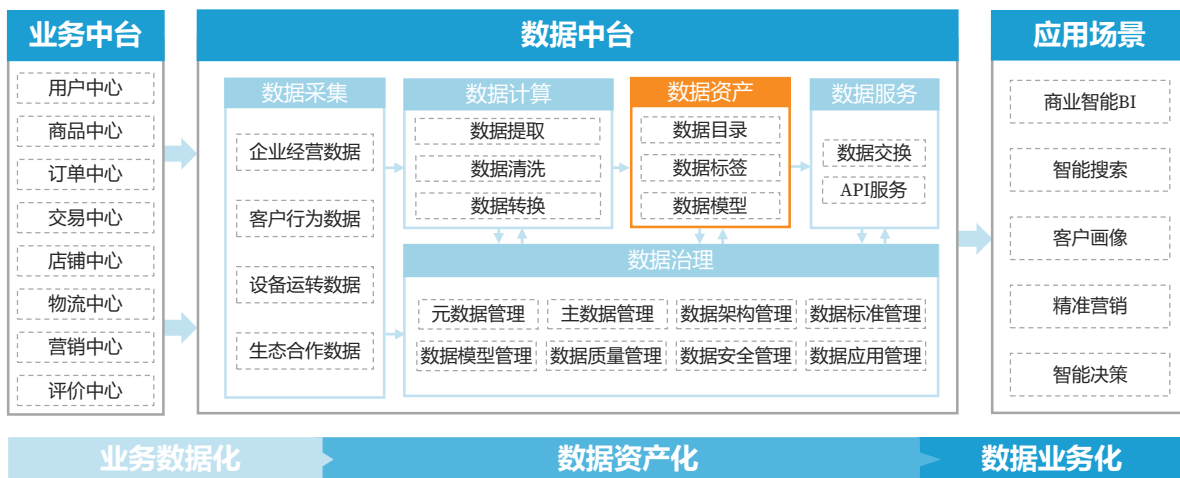 业务中台
用户中心
商品中心
订单中心
交易中心
店铺中心
物流中心
营销中心
评价中心
数据中台
数据采集
企业经营数据
客户行为数据
设备运转数据
生态合作数据
数据计算
数据提取
数据清洗
数据转换
数据资产
数据目录
数据标签
数据模型
数据服务
数据交换
API服务
数据治理
元数据管理
主数据管理
数据架构管理
数据标准管理
数据模型管理
数据质量管理
数据安全管理
数据应用管理
应用场景
商业智能BI
智能搜索
客户画像
精准营销
智能决策
业务数据化
数据资产化
数据业务化